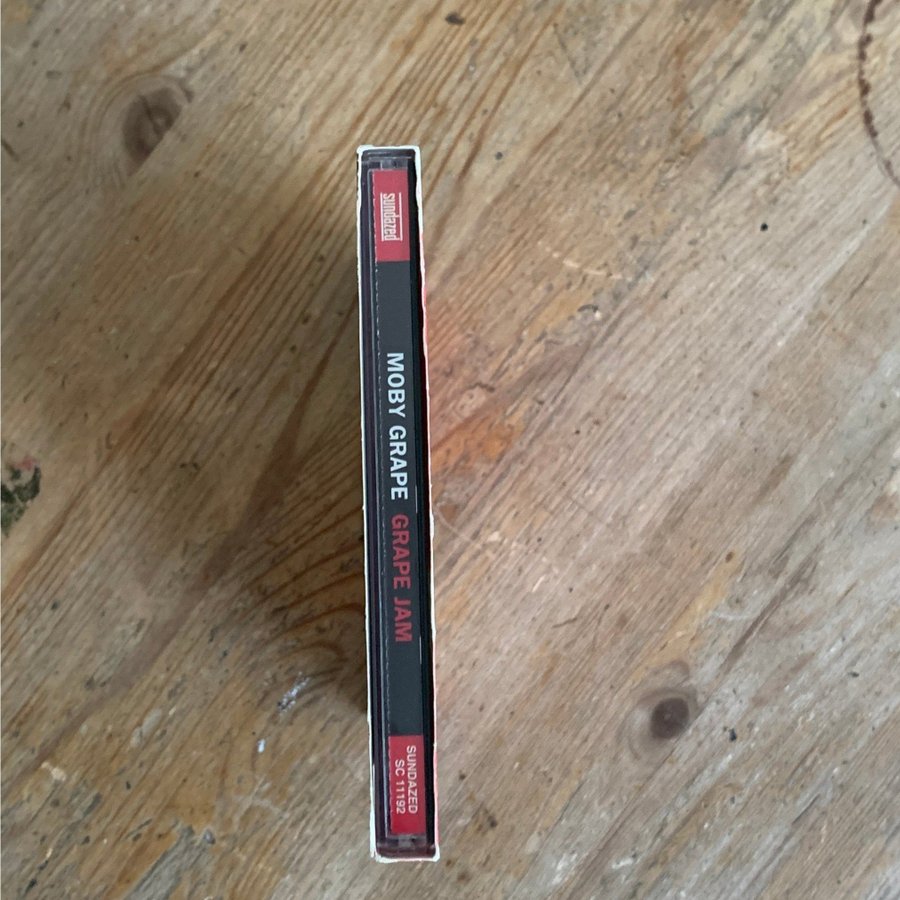 sundazed
MOBY GRAPE GRAPE JAM
SUNDAZED
SC 11192